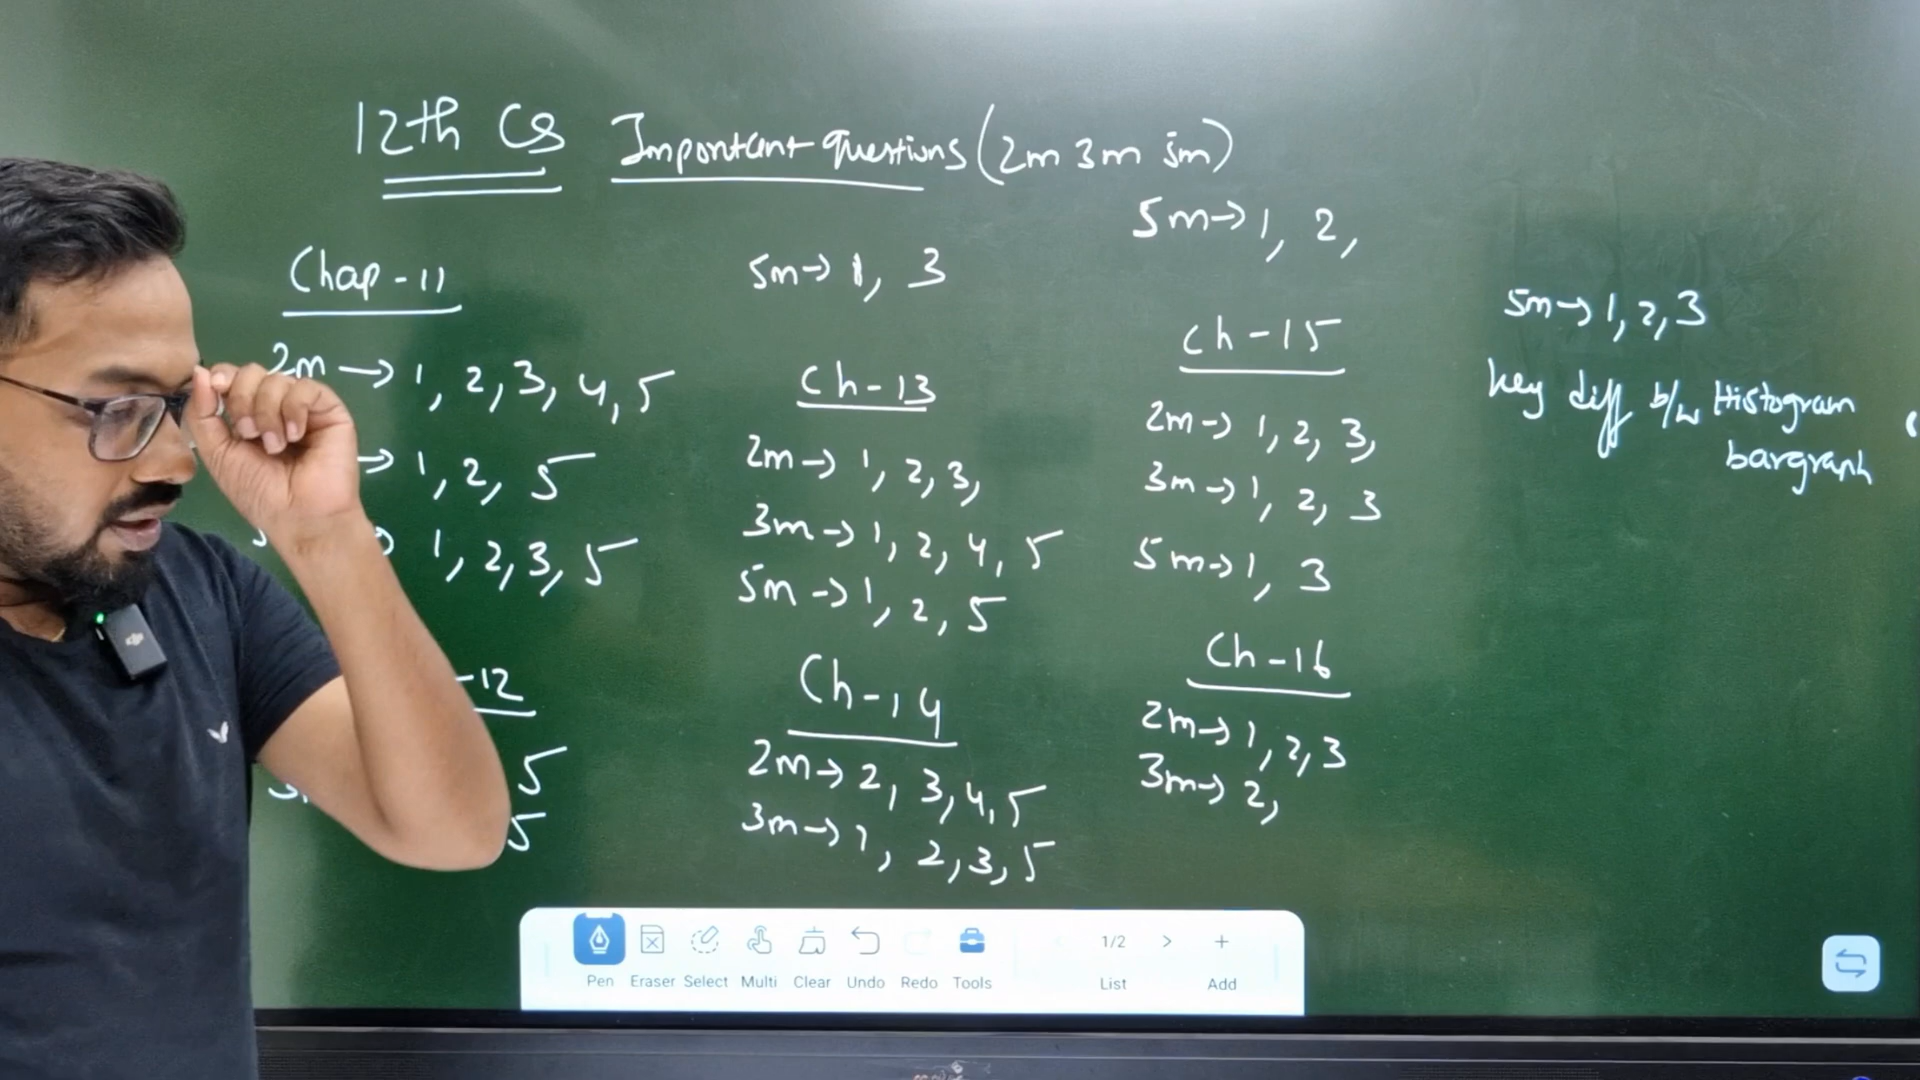 12th CS Important questions (2m 3m 5m)
Chap-11
2m → 1, 2, 3, 4, 5
→ 1, 2, 5
1, 2, 3, 5
-12
5
5
5m → 1, 3
Ch-13
2m → 1, 2, 3,
3m → 1, 2, 4, 5
5m → 1, 2, 5
Ch-14
2m → 2, 3, 4, 5
3m → 1, 2, 3, 5
5m → 1, 2,
Ch-15
2m → 1, 2, 3,
3m → 1, 2, 3
5m → 1, 3
Ch-16
2m → 1, 2, 3
3m → 2,
5m → 1, 2, 3
key diff b/w Histogram
bargraph
1/2
Pen Eraser Select Multi Clear Undo Redo Tools List Add